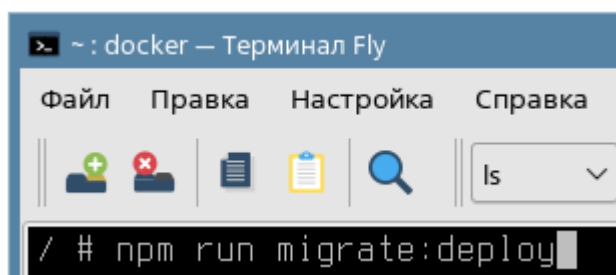 ~ : docker — Терминал Fly
Файл Правка Настройка Справка
ls
/ # npm run migrate:deploy